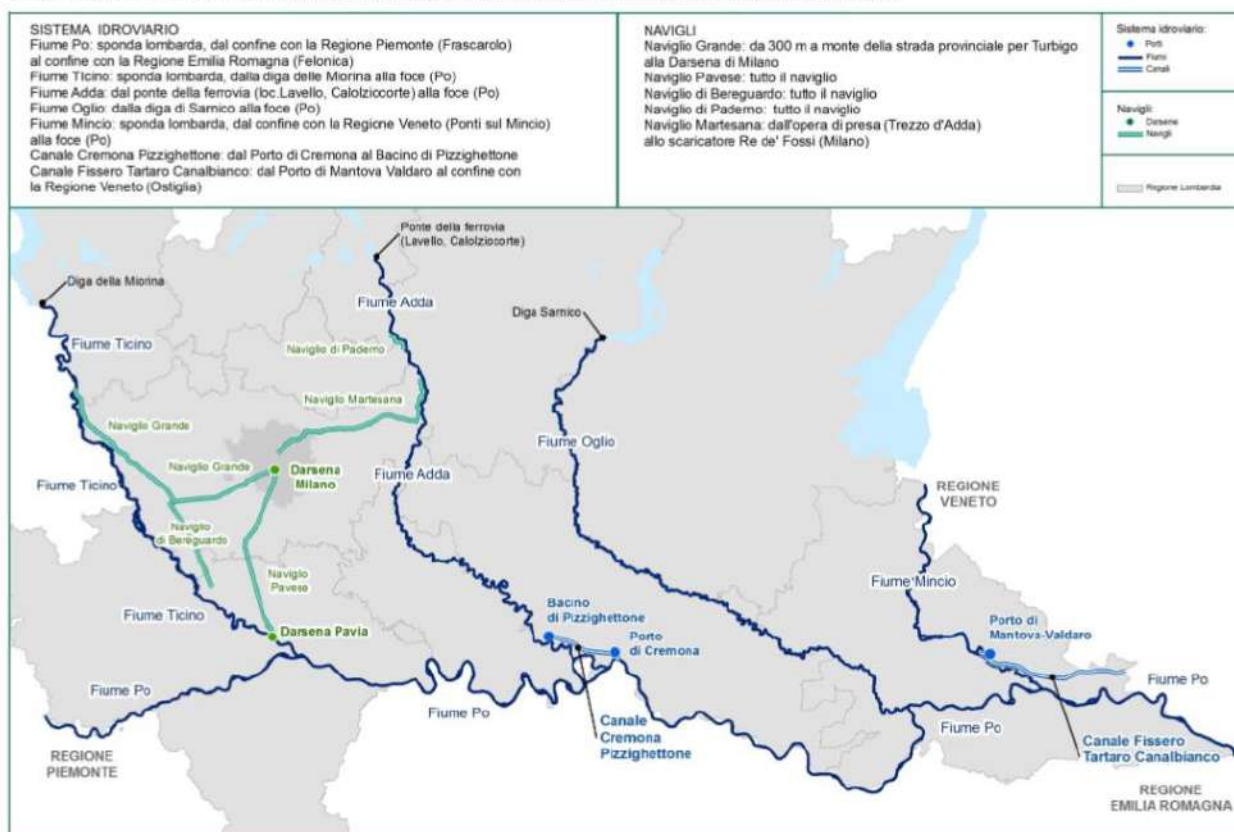 SISTEMA IDROVIARIO
Fiume Po: sponda lombarda, dal confine con la Regione Piemonte (Frascarolo)
al confine con la Regione Emilia Romagna (Felonica)
Fiume Ticino: sponda lombarda, dalla diga delle Miorina alla foce (Po)
Fiume Adda: dal ponte della ferrovia (loc.Lavello, Calolziccorte) alla foce (Po)
Fiume Oglio: dalla diga di Sarnico alla foce (Po)
Fiume Mincio: sponda lombarda, dal confine con la Regione Veneto (Ponti sul Mincio)
alla foce (Po)
Canale Cremona Pizzighettone: dal Porto di Cremona al Bacino di Pizzighettone
Canale Fissero Tartaro Canalbianco: dal Porto di Mantova Valdaro al confine con
la Regione Veneto (Ostiglia)
NAVIGLI
Naviglio Grande: da 300 m a monte della strada provinciale per Turbigo
alla Darsena di Milano
Naviglio Pavese: tutto il naviglio
Naviglio di Bereguardo: tutto il naviglio
Naviglio di Paderno: tutto il naviglio
Naviglio Martesana: dall'opera di presa (Trezzo d'Adda)
allo scaricatore Re de' Fossi (Milano)
Sistema idroviario:
Porti
Fiumi
Canali
Navigli:
Darsene
Navigli
Regione Lombardia
Ponte della ferrovia
(Lavello, Calolziocorte)
Diga della Miorina
Fiume Adda
Diga Sarnico
Fiume Ticino
Naviglio di Paderno
Naviglio Martesana
Naviglio Grande
Fiume Oglio
Naviglio Grande
Darsena
Milano
Fiume Adda
Fiume Ticino
REGIONE
VENETO
Naviglio
di Bereguardo
Naviglio
Pavese
Fiume Mincio
Fiume Ticino
Bacino
di Pizzighettone
Darsena Pavia
Porto
di Cremona
Porto di
Mantova-Valdaro
Fiume Po
Fiume Po
Fiume Po
Fiume Po
Canale
Cremona
Pizzighettone
Canale Fissero
Tartaro Canalbianco
REGIONE
PIEMONTE
REGIONE
EMILIA ROMAGNA